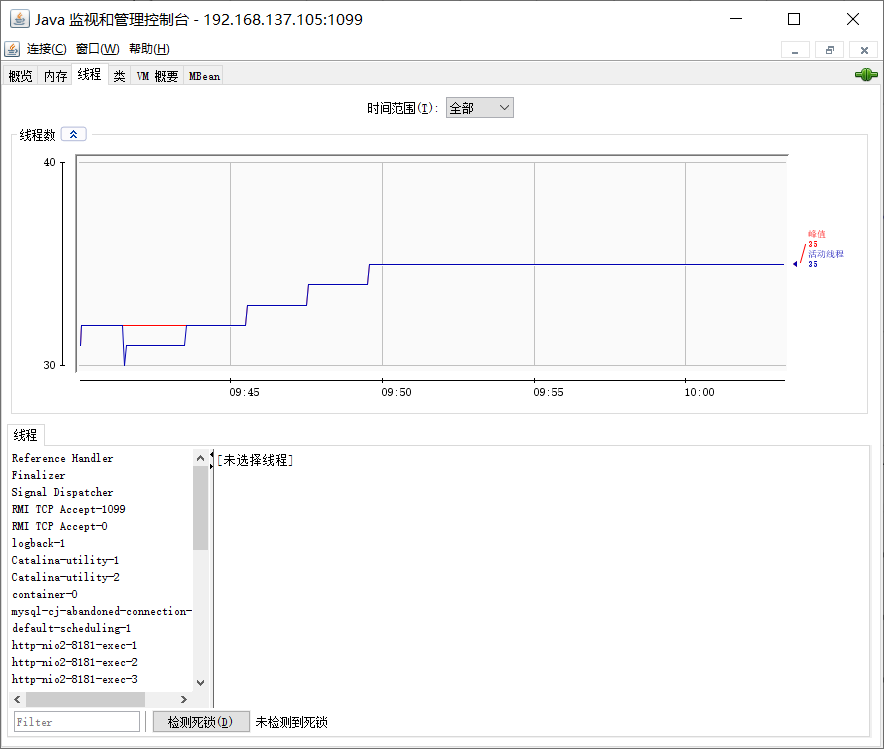 Java 监视和管理控制台 - 192.168.137.105:1099
连接(C) 窗口(W) 帮助(H)
概览 内存 线程 类 VM 概要 MBean
时间范围(I): 全部
线程数
40
30
峰值
35
活动线程
35
09:45 09:50 09:55 10:00
线程
Reference Handler
Finalizer
Signal Dispatcher
RMI TCP Accept-1099
RMI TCP Accept-0
logback-1
Catalina-utility-1
Catalina-utility-2
container-0
mysql-cj-abandoned-connection-
default-scheduling-1
http-nio2-8181-exec-1
http-nio2-8181-exec-2
http-nio2-8181-exec-3
[未选择线程]
Filter 检测死锁(D) 未检测到死锁